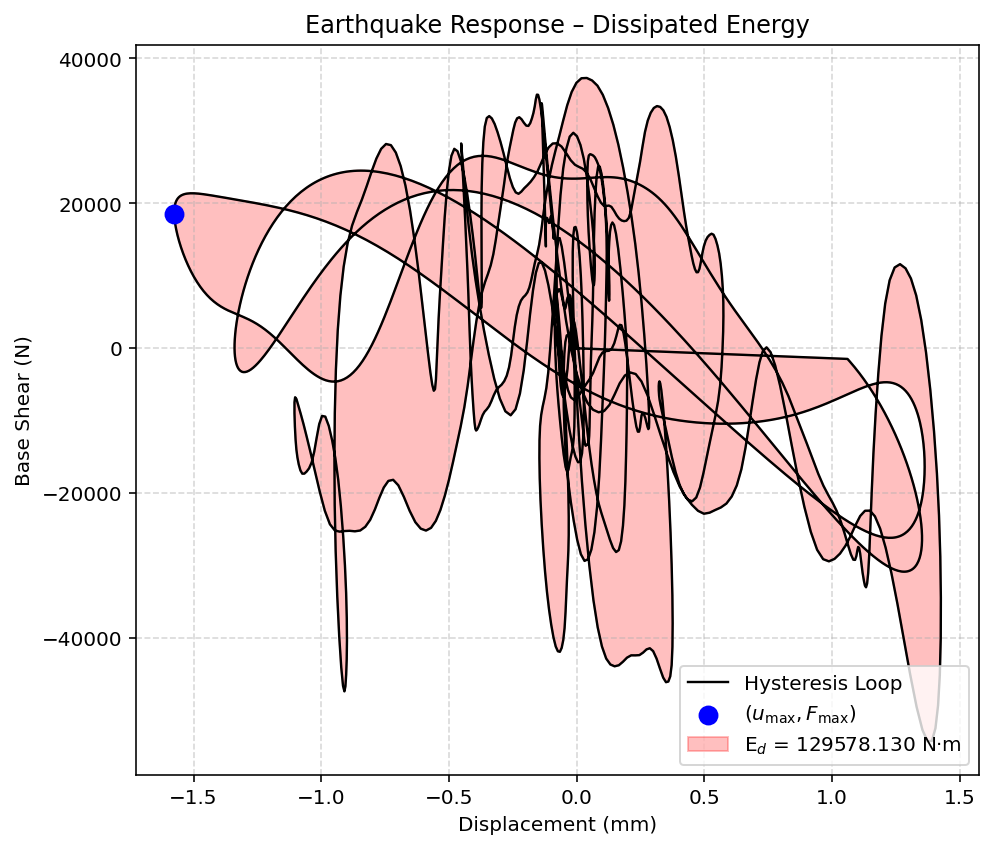 Earthquake Response – Dissipated Energy
Base Shear (N)
40000
20000
0
−20000
−40000
−1.5 −1.0 −0.5 0.0 0.5 1.0 1.5
Displacement (mm)
Hysteresis Loop
(u_max, F_max)
E_d = 129578.130 N·m